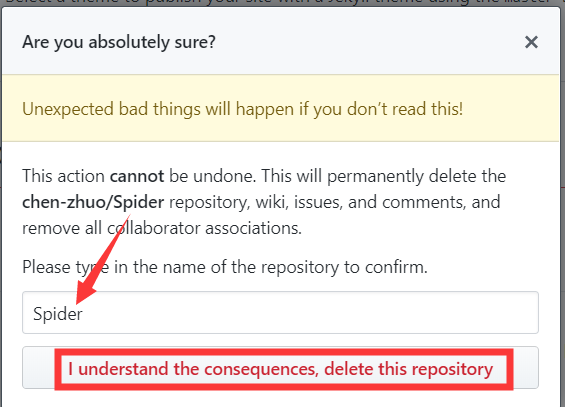 Select a theme to publish your site with a Jekyll theme using the master
Are you absolutely sure?
Unexpected bad things will happen if you don’t read this!
This action cannot be undone. This will permanently delete the
chen-zhuo/Spider repository, wiki, issues, and comments, and
remove all collaborator associations.
Please type in the name of the repository to confirm.
Spider
I understand the consequences, delete this repository